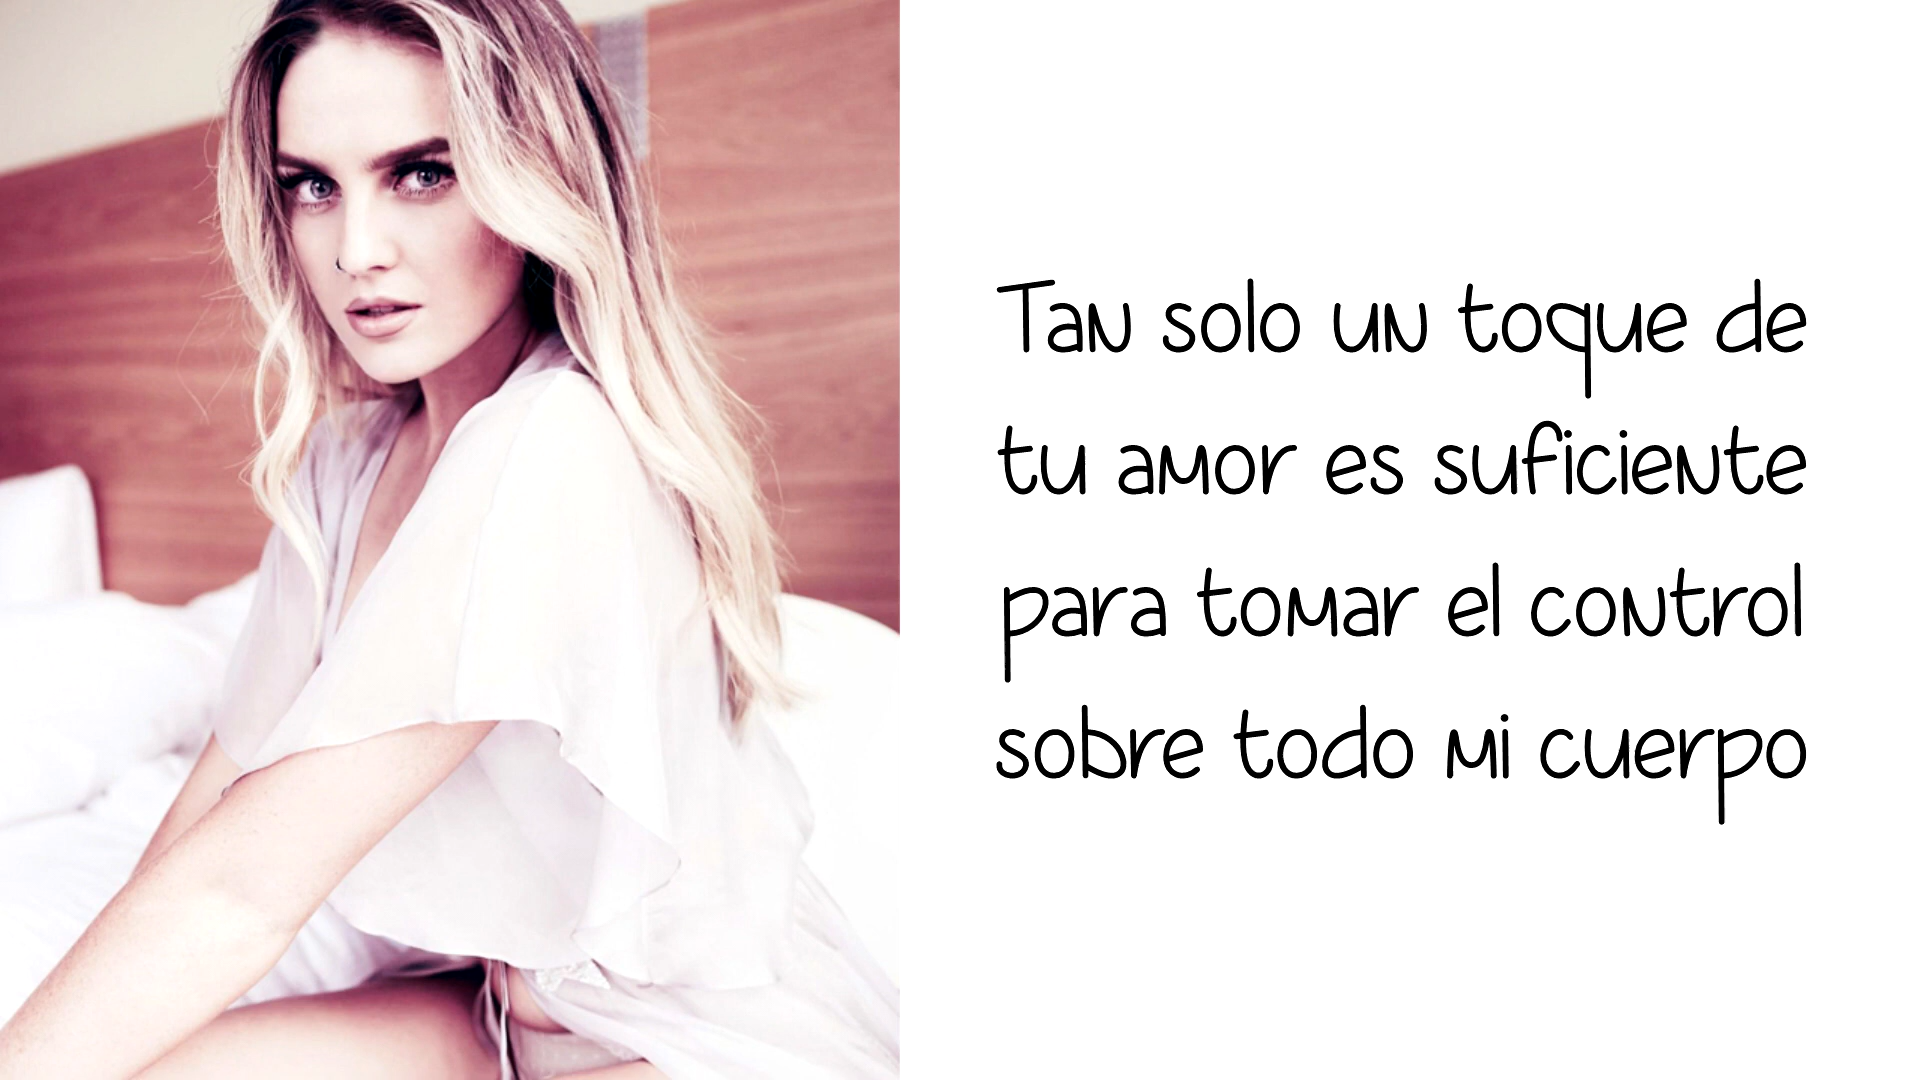 Tan solo un toque de
tu amor es suficiente
para tomar el control
sobre todo mi cuerpo